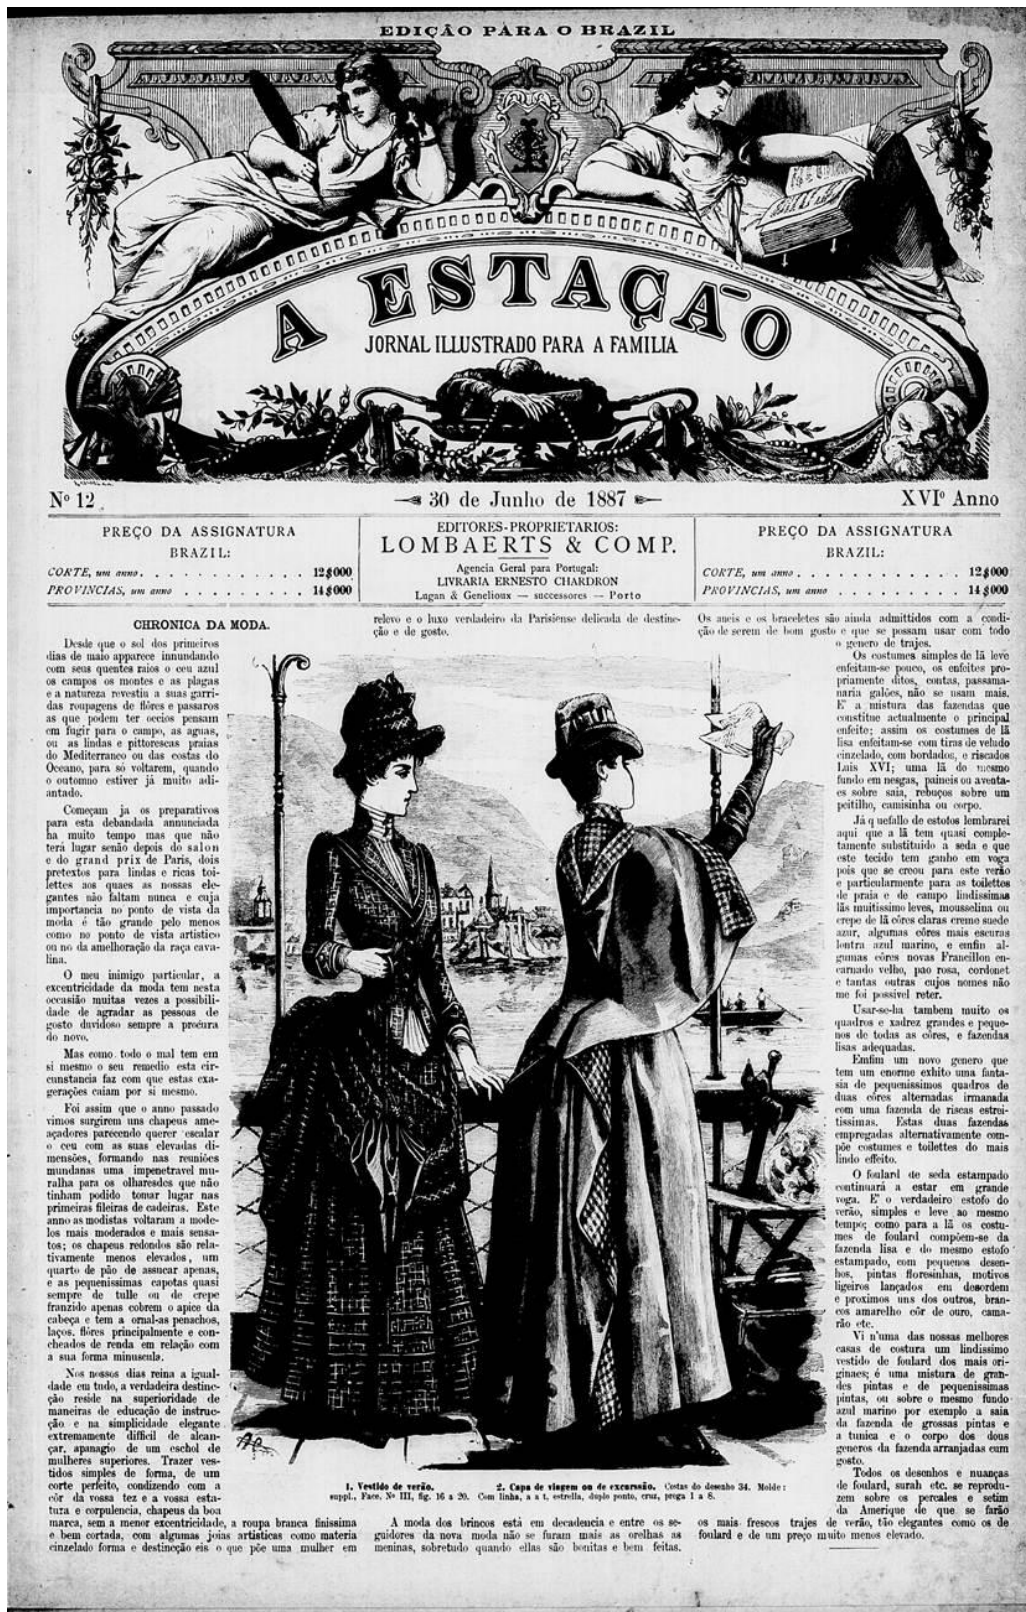 EDIÇÃO PARA O BRAZIL
A ESTAÇÃO
JORNAL ILLUSTRADO PARA A FAMILIA
Nº 12
30 de Junho de 1887
XVIº Anno
PREÇO DA ASSIGNATURA
BRAZIL:
CORTE, um anno . . . . . . . . . . . . 12$000
PROVINCIAS, um anno . . . . . . . . . . 14$000
EDITORES-PROPRIETARIOS:
LOMBAERTS & COMP.
Agencia Geral para Portugal:
LIVRARIA ERNESTO CHARDRON
Lugan & Genelioux — successores — Porto
PREÇO DA ASSIGNATURA
BRAZIL:
CORTE, um anno . . . . . . . . . . . . 12$000
PROVINCIAS, um anno . . . . . . . . . . 14$000
CHRONICA DA MODA.
Desde que o sol dos primeiros
dias de maio apparece innundando
com seus quentes raios o ceu azul
os campos os montes e as plagas
e a natureza revestiu a suas garri-
das roupagens de flôres e passaros
as que podem ter occios pensam
em fugir para o campo, as aguas,
ou as lindas e pittorescas praias
do Mediterraneo ou das costas do
Oceano, para só voltarem, quando
o outomno estiver já muito adi-
antado.
Começam ja os preparativos
para esta debandada annunciada
ha muito tempo mas que não
terá lugar senão depois do salon
e do grand prix de Paris, dois
pretextos para lindas e ricas toi-
lettes aos quaes as nossas ele-
gantes não faltam nunca e cuja
importancia no ponto de vista da
moda é tão grande pelo menos
como no ponto de vista artistico
ou no da amelhoração da raça cava-
lina.
O meu inimigo particular, a
excentricidade da moda tem nesta
occasião muitas vezes a possibili-
dade de agradar as pessoas de
gosto duvidoso sempre a procura
do novo.
Mas como todo o mal tem em
si mesmo o seu remedio esta cir-
cunstancia faz com que estas exa-
gerações caiam por si mesmo.
Foi assim que o anno passado
vimos surgirem uns chapeus ame-
açadores parecendo querer escalar
o ceu com as suas elevadas di-
mensões, formando nas reuniões
mundanas uma impenetravel mu-
ralha para os olharesdes que não
tinham podido tomar lugar nas
primeiras fileiras de cadeiras. Este
anno as modistas voltaram a mode-
los mais moderados e mais sensa-
tos; os chapeus redondos são rela-
tivamente menos elevados, um
quarto de pão de assucar apenas,
e as pequenissimas capotas quasi
sempre de tulle ou de crepe
franzido apenas cobrem o apice da
cabeça e tem a ornal-as penachos,
laços. flôres principalmente e con-
cheados de renda em relação com
a sua forma minuscula.
Nos nossos dias reina a igual-
dade em tudo, a verdadeira destinc-
ção reside na superioridade de
maneiras de educação de instruc-
ção e na simplicidade elegante
extremamente difficil de alcan-
çar, apanagio de um eschol de
mulheres superiores. Trazer ves-
tidos simples de forma, de um
corte perfeito, condizendo com a
côr da vossa tez e a vossa esta-
tura e corpulencia, chapeus da boa
marca, sem a menor excentricidade, a roupa branca finissima
e bem cortada, com algumas joias artisticas como materia
cinzelado forma e destincção eis o que põe uma mulher em
relevo e o luxo verdadeiro da Parisiense delicada de destinc-
ção e de gosto.
1. Vestido de verão. 2. Capa de viagem ou de excursão. Costas do desenho 34. Molde:
suppl., Face, Nº III, fig. 16 a 20. Com linha, a a t, estrella, duplo ponto, cruz, prega 1 a 8.
A moda dos brincos está em decadencia e entre os se-
guidores da nova moda não se furam mais as orelhas as
meninas, sobretudo quando ellas são bonitas e bem feitas.
Os aneis e os braceletes são ainda admittidos com a condi-
ção de serem de bom gosto e que se possam usar com todo
o genero de trajes.
Os costumes simples de lã leve
enfeitam-se pouco, os enfeites pro-
priamente ditos, contas, passama-
naria galões, não se usam mais.
E' a mistura das fazendas que
constitue actualmente o principal
enfeite; assim os costumes de lã
lisa enfeitam-se com tiras de veludo
cinzelado, com bordados, e riscados
Luis XVI; uma lã do mesmo
fundo em nesgas, paineis ou aventa-
es sobre saia, rebuços sobre um
peitilho, camisinha ou corpo.
Já q uefallo de estofos lembrarei
aqui que a lã tem quasi comple-
tamente substituido a seda e que
este tecido tem ganho em voga
pois que se creou para este verão
e particularmente para as toilettes
de praia e de campo lindissimas
lãs muitissimo leves, mousselina ou
crepe de lã côres claras creme suede
azur, algumas côres mais escuras
lontra azul marino, e emfin al-
gumas côres novas Francillon en-
carnado velho, pao rosa, cordonet
e tantas outras cujos nomes não
me foi possivel reter.
Usar-se-ha tambem muito os
quadros e xadrez grandes e peque-
nos de todas as côres, e fazendas
lisas adequadas.
Emfim um novo genero que
tem um enorme exhito uma fanta-
sia de pequenissimos quadros de
duas côres alternadas irmanada
com uma fazenda de riscas estrei-
tissimas. Estas duas fazendas
empregadas alternativamente com-
põe costumes e toilettes do mais
lindo effeito.
O foulard de seda estampado
continuará a estar em grande
voga. E' o verdadeiro estofo do
verão, simples e leve ao mesmo
tempo; como para a lã os costu-
mes de foulard compõem-se da
fazenda lisa e do mesmo estofo
estampado, com pequenos desen-
hos, pintas floresinhas, motivos
ligeiros lançados em desordem
e proximos uns dos outros, bran-
cos amarelho côr de ouro, cama-
rão etc.
Vi n'uma das nossas melhores
casas de costura um lindissimo
vestido de foulard dos mais ori-
ginaes; é uma mistura de gran-
des pintas e de pequenissimas
pintas, ou sobre o mesmo fundo
azul marino por exemplo a saia
da fazenda de grossas pintas e
a tunica e o corpo dos dous
generos da fazenda arranjadas cum
gosto.
Todos os desenhos e nuanças
de foulard, surah etc. se reprodu-
zem sobre os percales e setim
da Amerique de que se farão
os mais frescos trajes de verão, tão elegantes como os de
foulard e de um preço muito menos elevado.